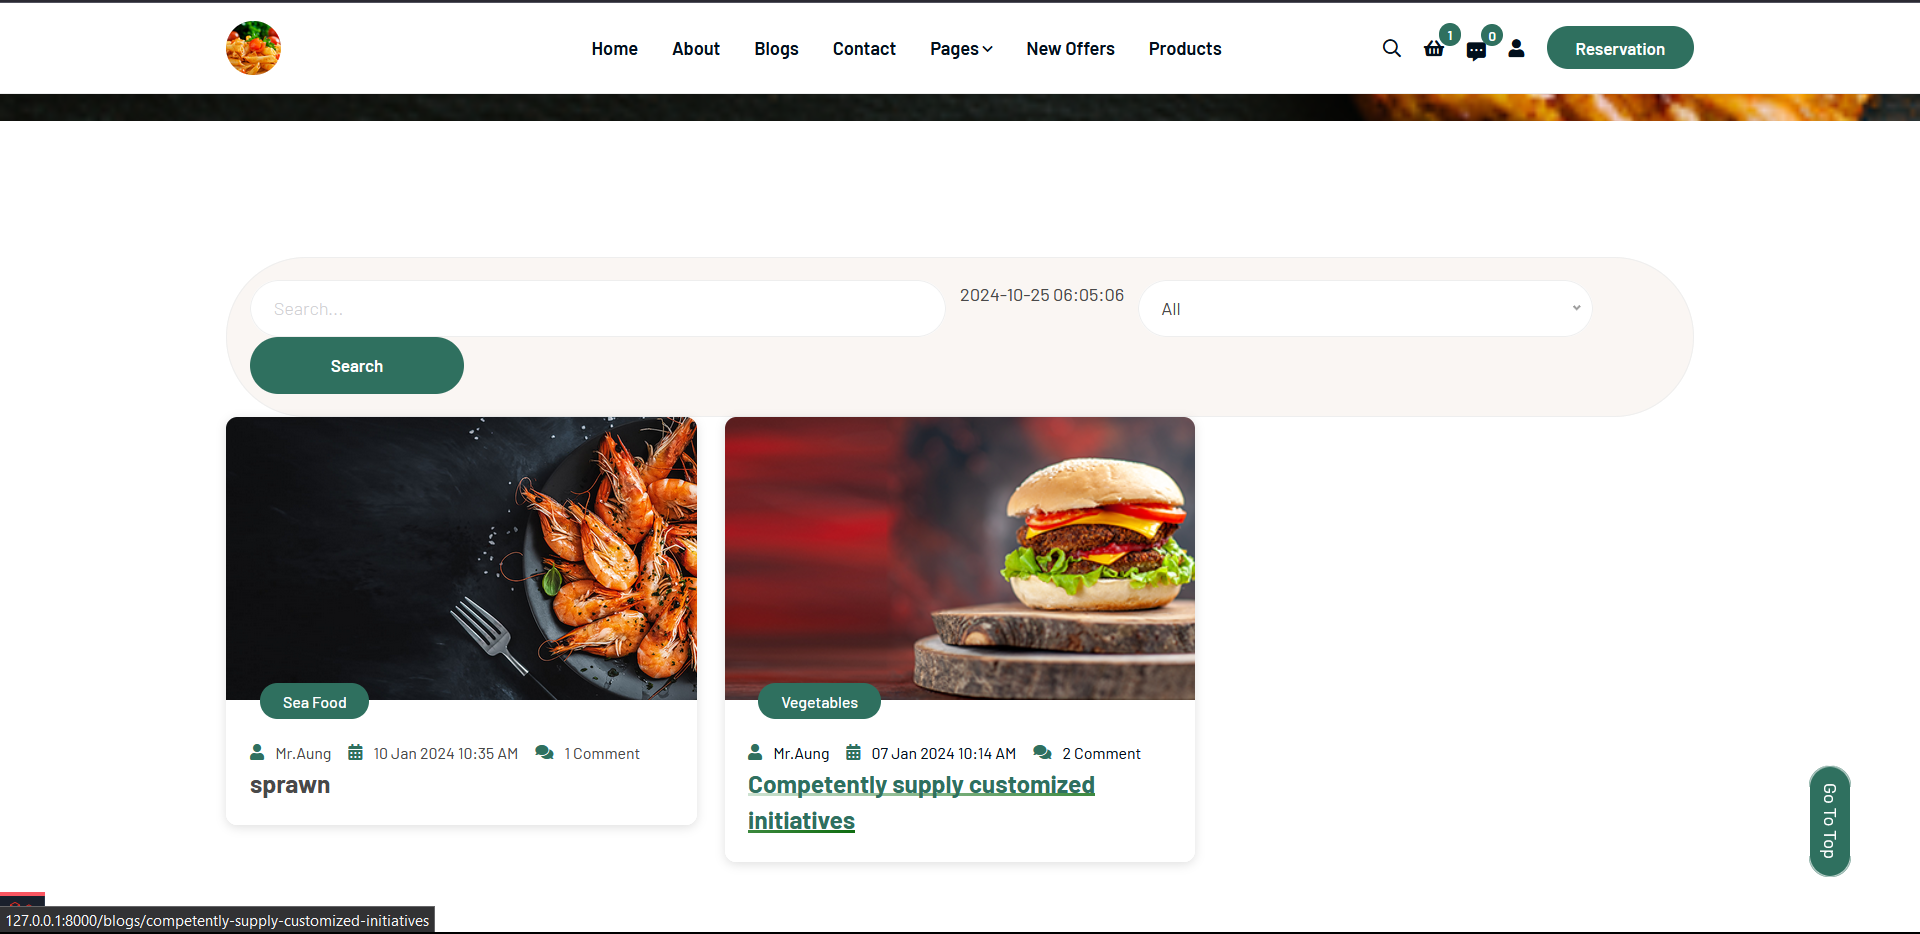 Home About Blogs Contact Pages New Offers Products 1 0 Reservation
Search... 2024-10-25 06:05:06 All
Search
Sea Food
Mr.Aung 10 Jan 2024 10:35 AM 1 Comment
sprawn
Vegetables
Mr.Aung 07 Jan 2024 10:14 AM 2 Comment
Competently supply customized
initiatives
Go To Top
127.0.0.1:8000/blogs/competently-supply-customized-initiatives